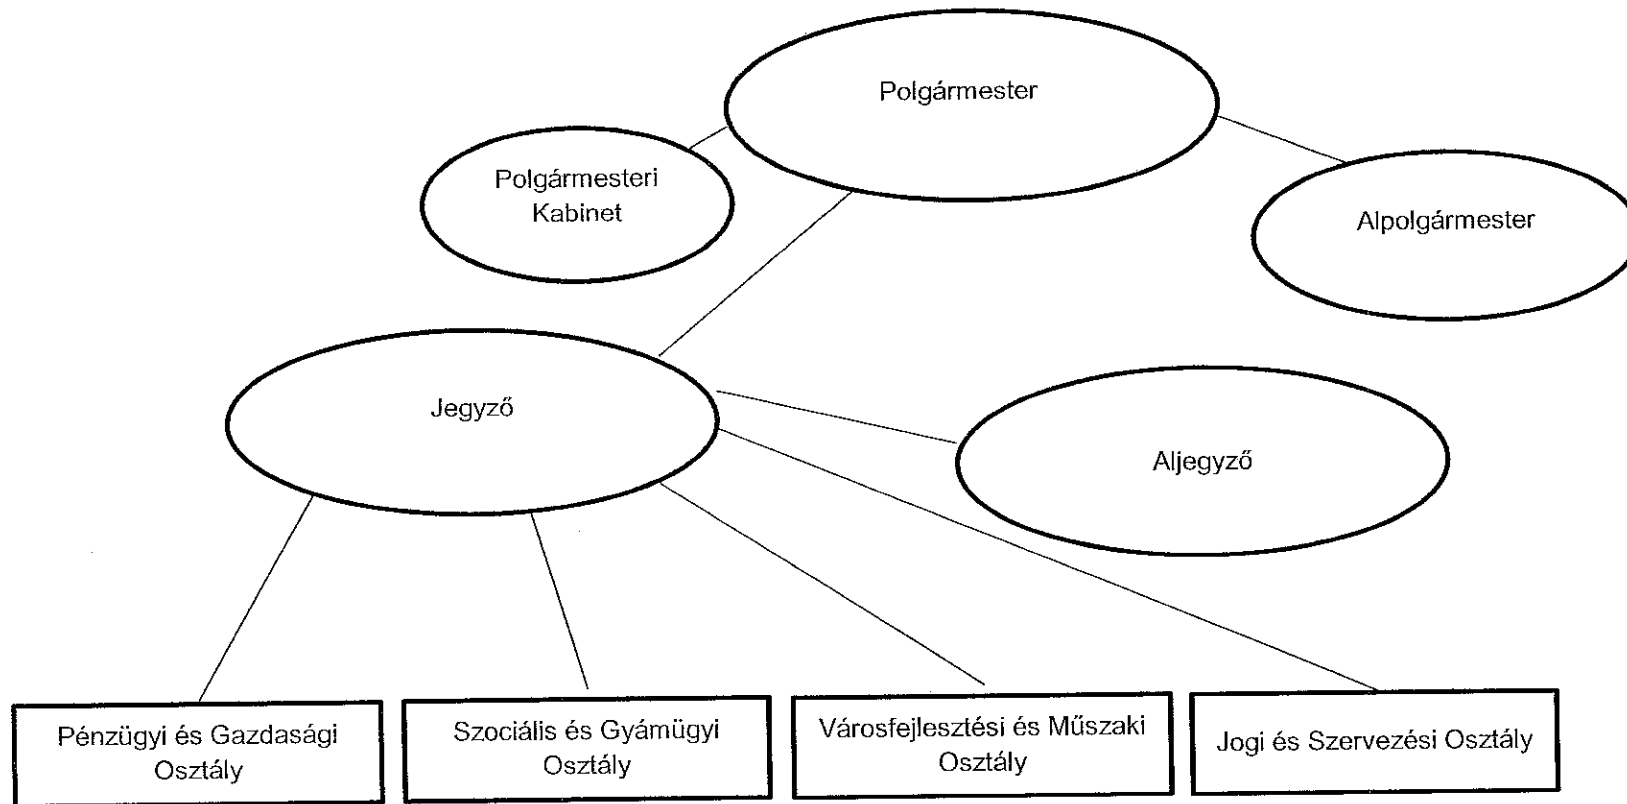 Polgármester
Polgármesteri
Kabinet
Alpolgármester
Jegyző
Aljegyző
Pénzügyi és Gazdasági
Osztály
Szociális és Gyámügyi
Osztály
Városfejlesztési és Műszaki
Osztály
Jogi és Szervezési Osztály